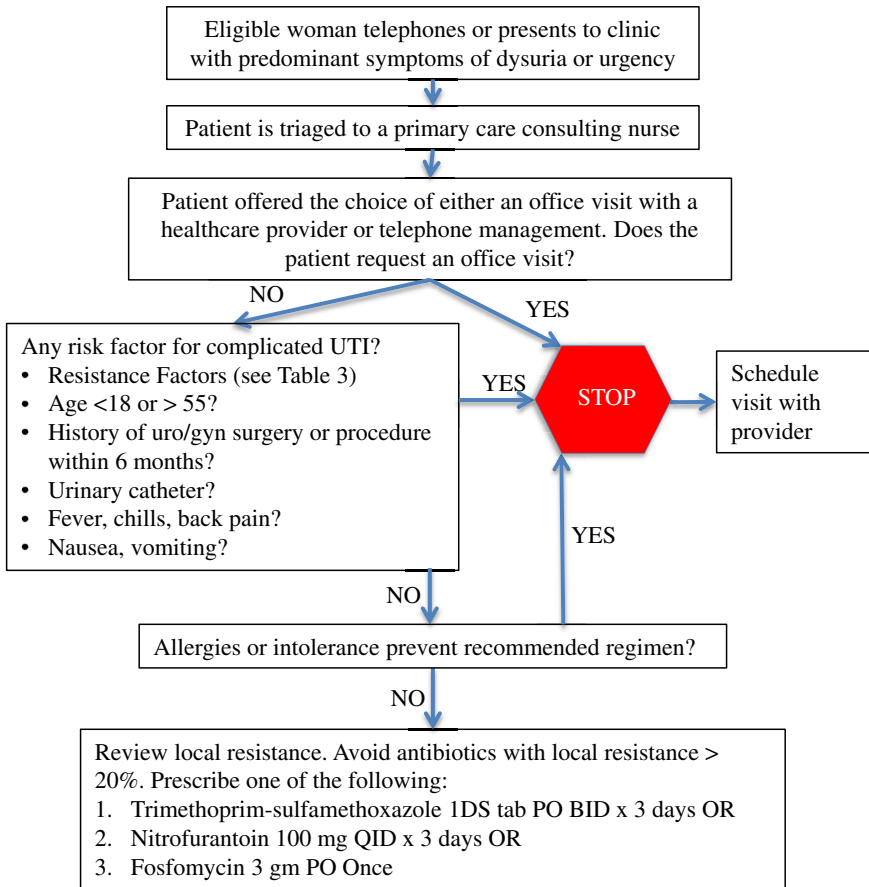 Eligible woman telephones or presents to clinic
with predominant symptoms of dysuria or urgency
Patient is triaged to a primary care consulting nurse
Patient offered the choice of either an office visit with a
healthcare provider or telephone management. Does the
patient request an office visit?
NO
YES
Any risk factor for complicated UTI?
• Resistance Factors (see Table 3)
• Age <18 or > 55?
• History of uro/gyn surgery or procedure
within 6 months?
• Urinary catheter?
• Fever, chills, back pain?
• Nausea, vomiting?
YES
STOP
Schedule
visit with
provider
YES
NO
Allergies or intolerance prevent recommended regimen?
NO
Review local resistance. Avoid antibiotics with local resistance >
20%. Prescribe one of the following:
1. Trimethoprim-sulfamethoxazole 1DS tab PO BID x 3 days OR
2. Nitrofurantoin 100 mg QID x 3 days OR
3. Fosfomycin 3 gm PO Once